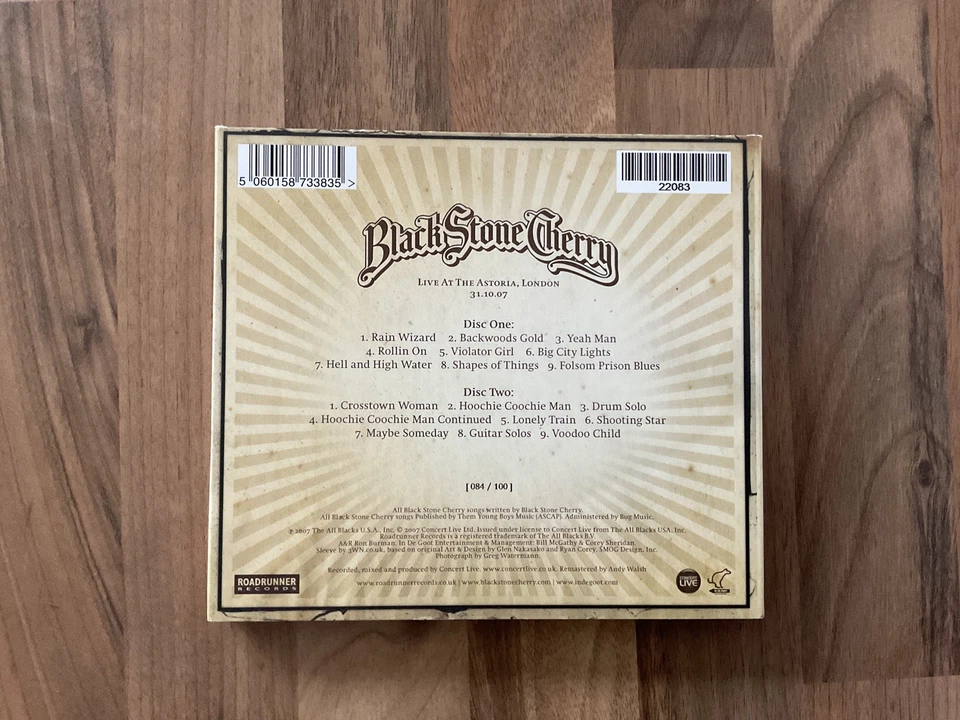 5 060158 733835 >
22083
Black Stone Cherry
Live At The Astoria, London
31.10.07
Disc One:
1. Rain Wizard 2. Backwoods Gold 3. Yeah Man
4. Rollin On 5. Violator Girl 6. Big City Lights
7. Hell and High Water 8. Shapes of Things 9. Folsom Prison Blues
Disc Two:
1. Crosstown Woman 2. Hoochie Coochie Man 3. Drum Solo
4. Hoochie Coochie Man Continued 5. Lonely Train 6. Shooting Star
7. Maybe Someday 8. Guitar Solos 9. Voodoo Child
[ 084 / 100 ]
All Black Stone Cherry songs written by Black Stone Cherry.
All Black Stone Cherry songs Published by Them Young Boys Music (ASCAP). Administered by Bug Music.
℗ 2007 The All Blacks U.S.A., Inc. © 2007 Concert Live Ltd. Issued under license to Concert Live from The All Blacks USA, Inc.
Roadrunner Records is a registered trademark of The All Blacks B.V.
A&R Ron Burman. In De Goot Entertainment & Management: Bill McGathy & Corey Sheridan.
Sleeve by 9WN.co.uk, based on original Art & Design by Glen Nakasako and Ryan Corey, SMOG Design, Inc.
Photograph by Greg Watermann.
Recorded, mixed and produced by Concert Live. www.concertlive.co.uk. Remastered by Andy Walsh
www.roadrunnerrecords.co.uk | www.blackstonecherry.com | www.indegoot.com
ROADRUNNER
RECORDS
CONCERT
LIVE